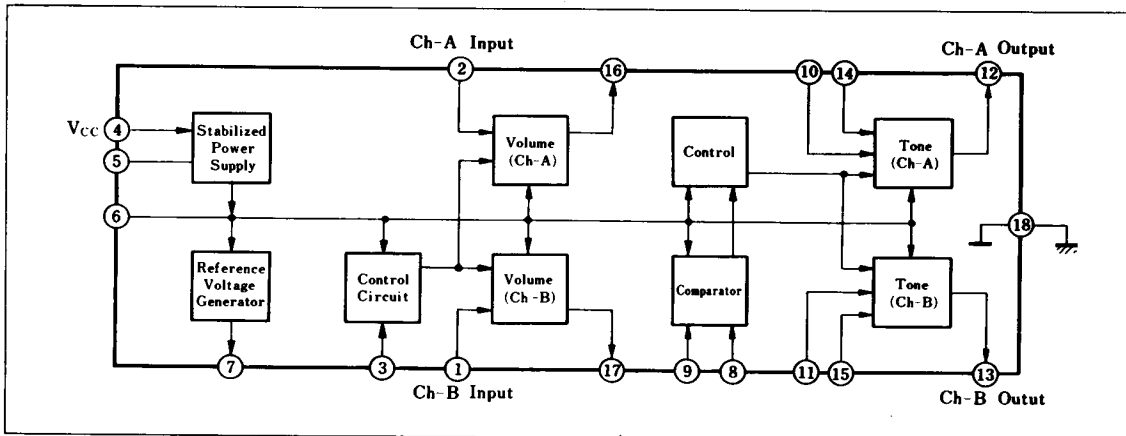 Ch-A Input
Ch-A Output
2
16
10
14
12
Vcc
4
5
Stabilized
Power
Supply
Volume
(Ch-A)
Control
Tone
(Ch-A)
6
18
Reference
Voltage
Generator
Control
Circuit
Volume
(Ch-B)
Comparator
Tone
(Ch-B)
7
3
1
17
9
8
11
15
13
Ch-B Input
Ch-B Outut